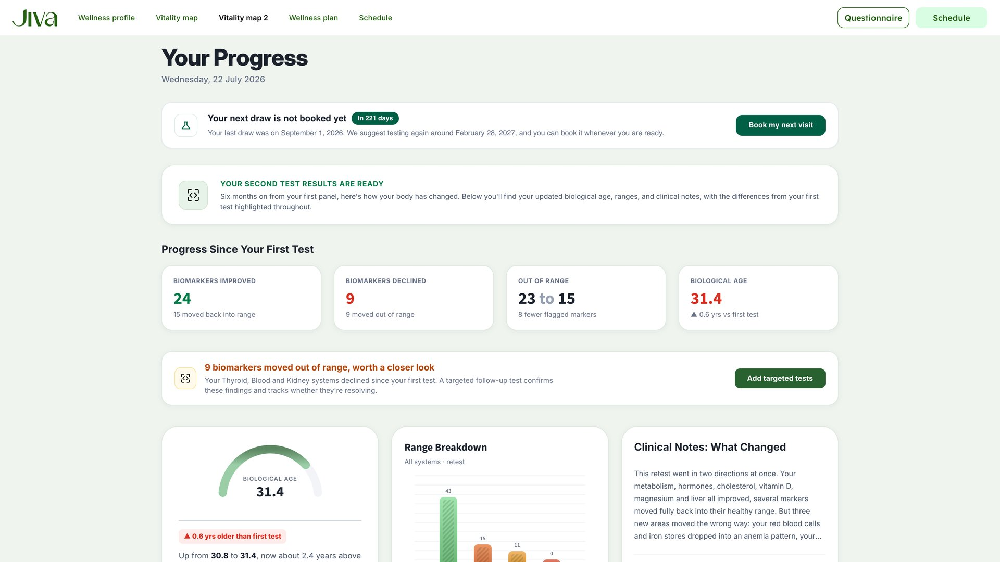 Jiva
Wellness profile
Vitality map
Vitality map 2
Wellness plan
Schedule
Questionnaire
Schedule
Your Progress
Wednesday, 22 July 2026
Your next draw is not booked yet
In 221 days
Your last draw was on September 1, 2026. We suggest testing again around February 28, 2027, and you can book it whenever you are ready.
Book my next visit
YOUR SECOND TEST RESULTS ARE READY
Six months on from your first panel, here's how your body has changed. Below you'll find your updated biological age, ranges, and clinical notes, with the differences from your first
test highlighted throughout.
Progress Since Your First Test
BIOMARKERS IMPROVED
24
15 moved back into range
BIOMARKERS DECLINED
9
9 moved out of range
OUT OF RANGE
23 to 15
8 fewer flagged markers
BIOLOGICAL AGE
31.4
▲ 0.6 yrs vs first test
9 biomarkers moved out of range, worth a closer look
Your Thyroid, Blood and Kidney systems declined since your first test. A targeted follow-up test confirms
these findings and tracks whether they're resolving.
Add targeted tests
BIOLOGICAL AGE
31.4
▲ 0.6 yrs older than first test
Up from 30.8 to 31.4, now about 2.4 years above
Range Breakdown
All systems · retest
43
15
11
0
Clinical Notes: What Changed
This retest went in two directions at once. Your
metabolism, hormones, cholesterol, vitamin D,
magnesium and liver all improved, several markers
moved fully back into their healthy range. But three
new areas moved the wrong way: your red blood cells
and iron stores dropped into an anemia pattern, your...